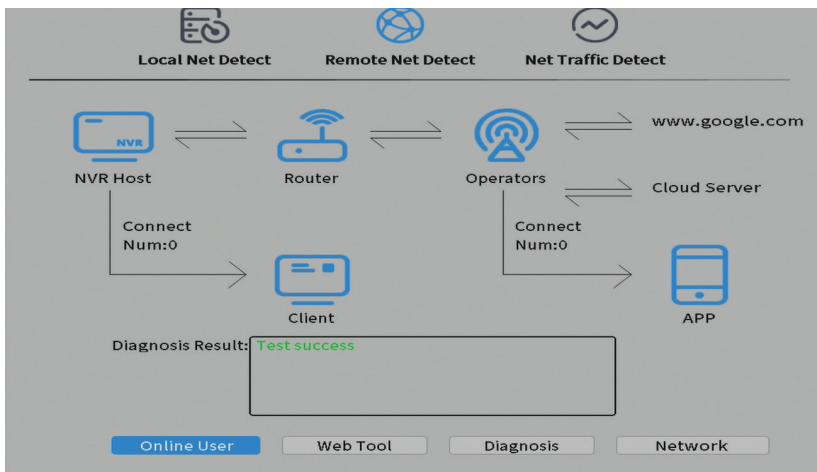 Local Net Detect Remote Net Detect Net Traffic Detect
NVR
www.google.com
NVR Host Router Operators
Cloud Server
Connect Connect
Num:0 Num:0
Client APP
Diagnosis Result: Test success
Online User Web Tool Diagnosis Network